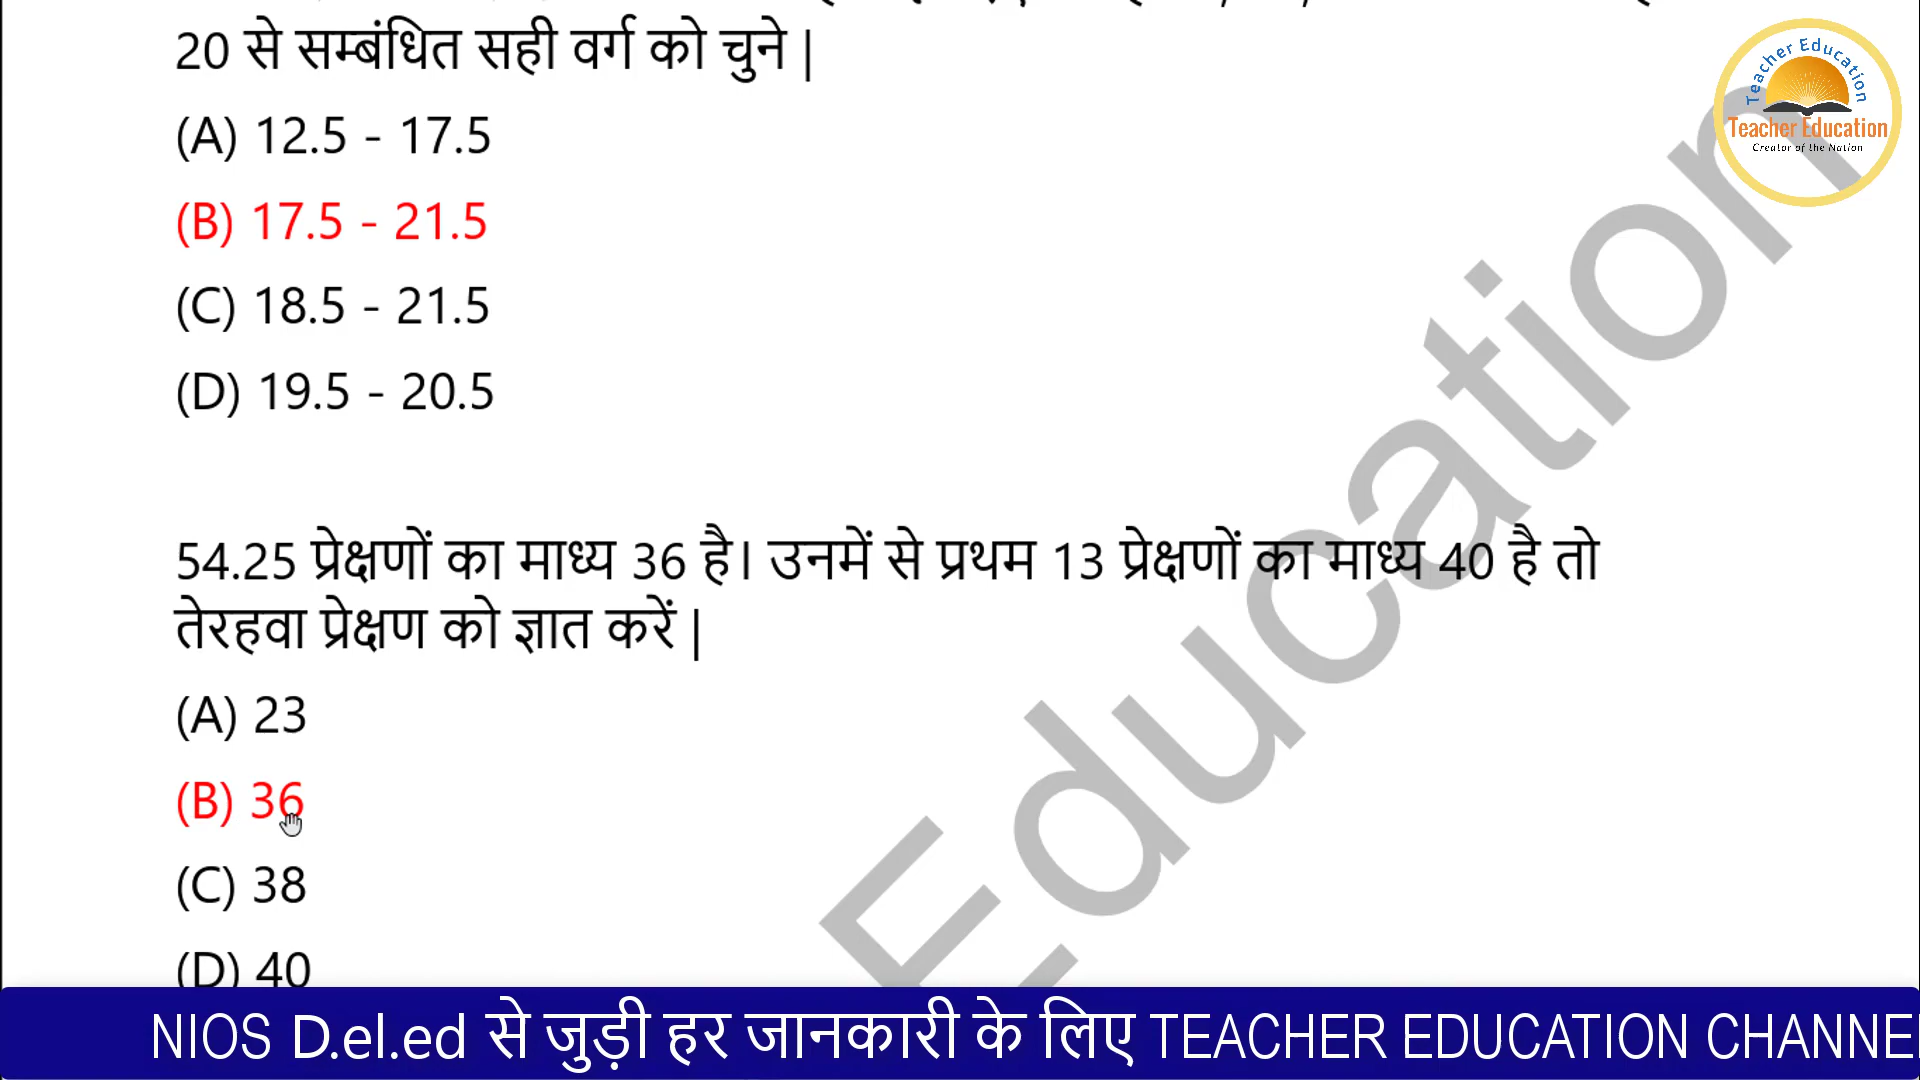 20 से सम्बंधित सही वर्ग को चुने |
(A) 12.5 - 17.5
(B) 17.5 - 21.5
(C) 18.5 - 21.5
(D) 19.5 - 20.5
54.25 प्रेक्षणों का माध्य 36 है। उनमें से प्रथम 13 प्रेक्षणों का माध्य 40 है तो
तेरहवा प्रेक्षण को ज्ञात करें |
(A) 23
(B) 36
(C) 38
(D) 40
Teacher Education
Teacher Education
Creator of the Nation
Education
NIOS D.el.ed से जुड़ी हर जानकारी के लिए TEACHER EDUCATION CHANNE